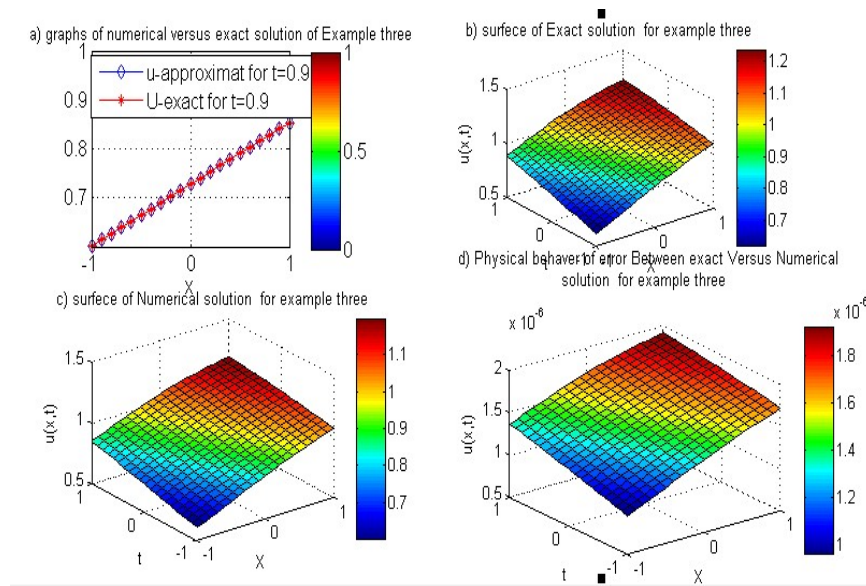 a) graphs of numerical versus exact solution of Example three
1
u-approximat for t=0.9
U-exact for t=0.9
0.9
0.8
0.7
-1
0
1
X
1
0.5
0
b) surfece of Exact solution for example three
u(x,t)
1.5
1
0.5
1
0
-1
t
-1
0
1
X
1.2
1.1
1
0.9
0.8
0.7
c) surfece of Numerical solution for example three
u(x,t)
1.5
1
0.5
1
0
-1
t
-1
0
1
X
1.1
1
0.9
0.8
0.7
d) Physical behaver of error Between exact Versus Numerical
solution for example three
x 10^-6
u(x,t)
2
1.5
2
1
0.5
1
0
-1
t
-1
0
1
X
x 10^-6
1.8
1.6
1.4
1.2
1